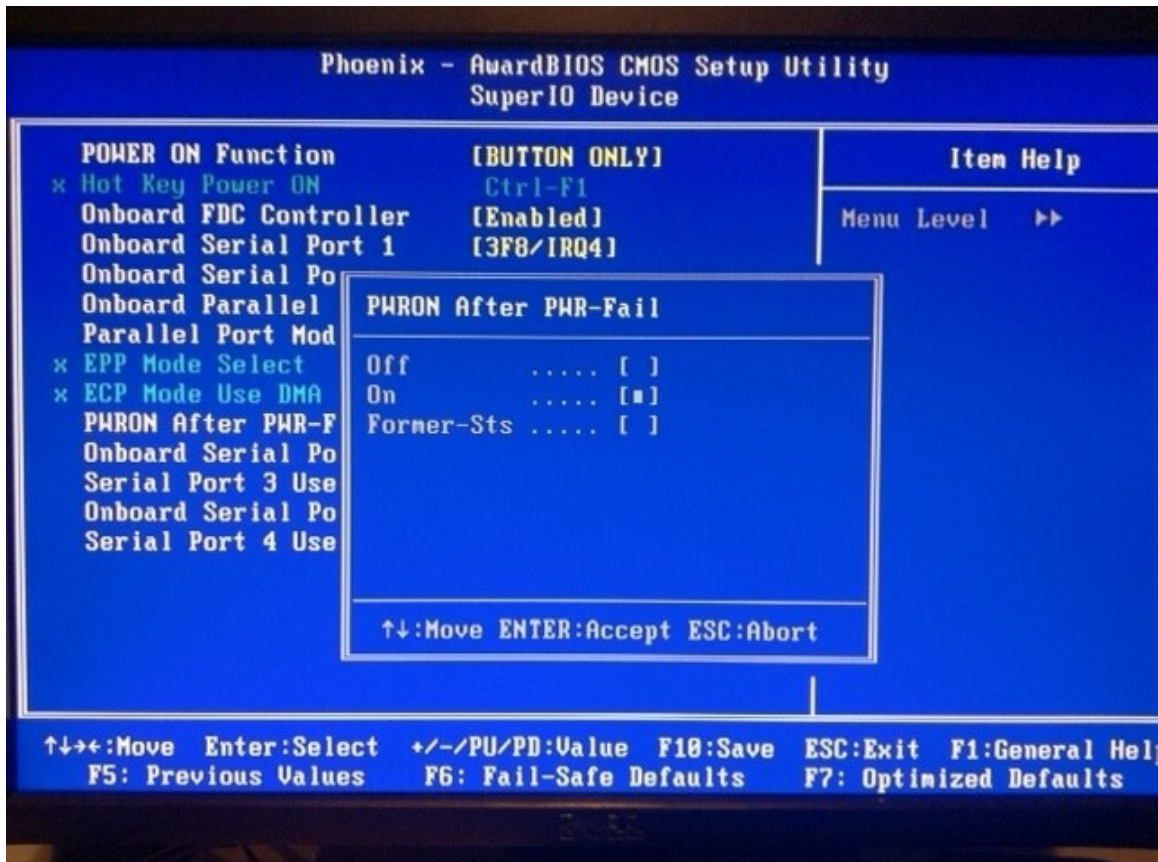 Phoenix - AwardBIOS CMOS Setup Utility
SuperIO Device
POWER ON Function [BUTTON ONLY]
x Hot Key Power ON Ctrl-F1
Onboard FDC Controller [Enabled]
Onboard Serial Port 1 [3F8/IRQ4]
Onboard Serial Po
Onboard Parallel
Parallel Port Mod
x EPP Mode Select
x ECP Mode Use DMA
PWRON After PWR-F
Onboard Serial Po
Serial Port 3 Use
Onboard Serial Po
Serial Port 4 Use
PWRON After PWR-Fail
Off ..... [ ]
On ..... [■]
Former-Sts ..... [ ]
↑↓:Move ENTER:Accept ESC:Abort
Item Help
Menu Level ▶▶
↑↓→←:Move Enter:Select +/-/PU/PD:Value F10:Save ESC:Exit F1:General Hel
F5: Previous Values F6: Fail-Safe Defaults F7: Optimized Defaults